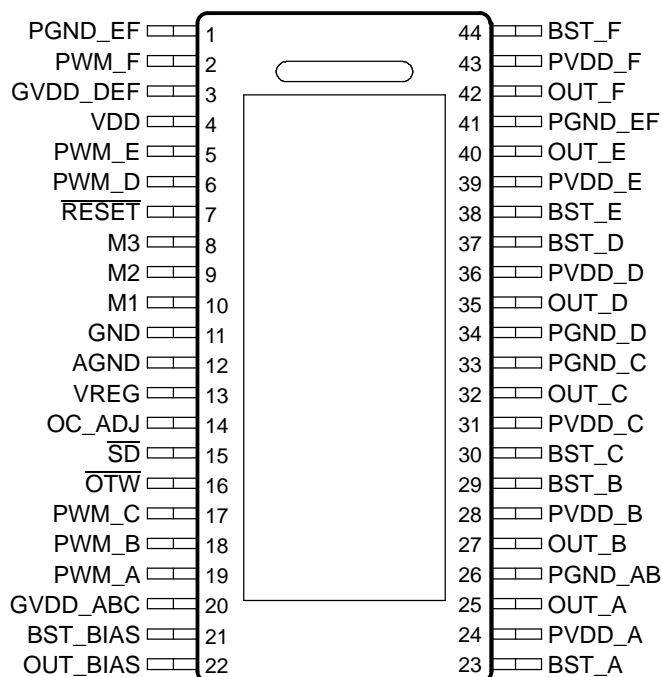 PGND_EF 1 44 BST_F
PWM_F 2 43 PVDD_F
GVDD_DEF 3 42 OUT_F
VDD 4 41 PGND_EF
PWM_E 5 40 OUT_E
PWM_D 6 39 PVDD_E
RESET 7 38 BST_E
M3 8 37 BST_D
M2 9 36 PVDD_D
M1 10 35 OUT_D
GND 11 34 PGND_D
AGND 12 33 PGND_C
VREG 13 32 OUT_C
OC_ADJ 14 31 PVDD_C
SD 15 30 BST_C
OTW 16 29 BST_B
PWM_C 17 28 PVDD_B
PWM_B 18 27 OUT_B
PWM_A 19 26 PGND_AB
GVDD_ABC 20 25 OUT_A
BST_BIAS 21 24 PVDD_A
OUT_BIAS 22 23 BST_A